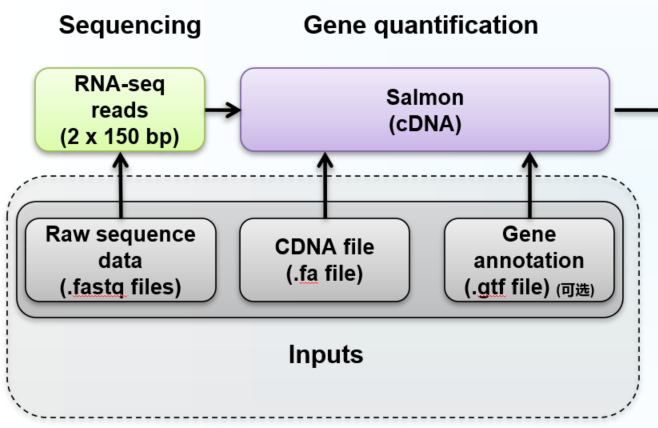 Sequencing
Gene quantification
RNA-seq
reads
(2 x 150 bp)
Salmon
(cDNA)
Raw sequence
data
(.fastq files)
CDNA file
(.fa file)
Gene
annotation
(.gtf file) (可选)
Inputs